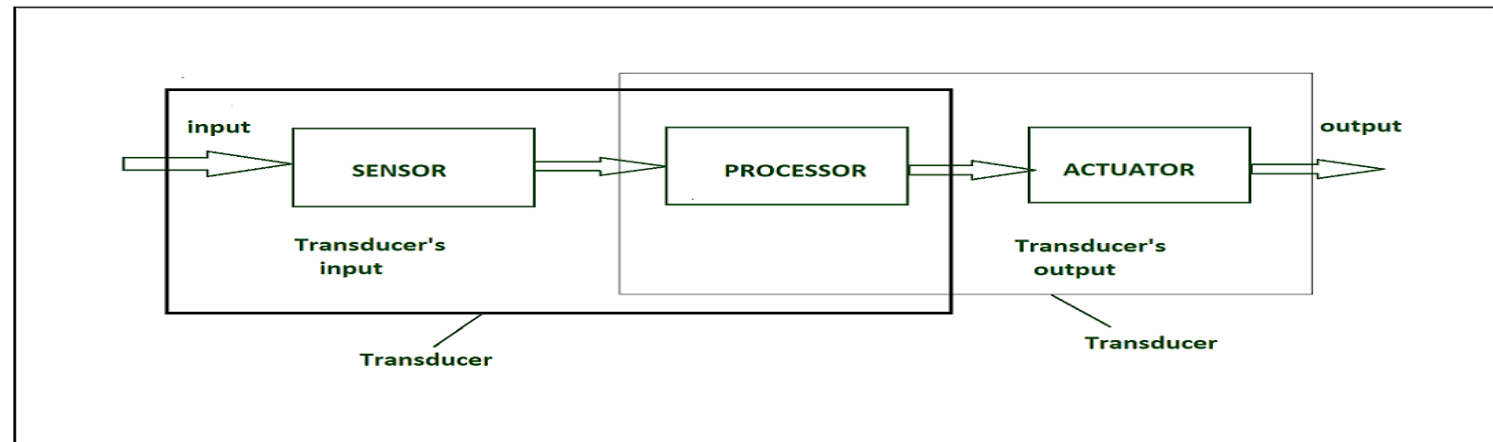 input
SENSOR
PROCESSOR
ACTUATOR
output
Transducer's
input
Transducer's
output
Transducer
Transducer